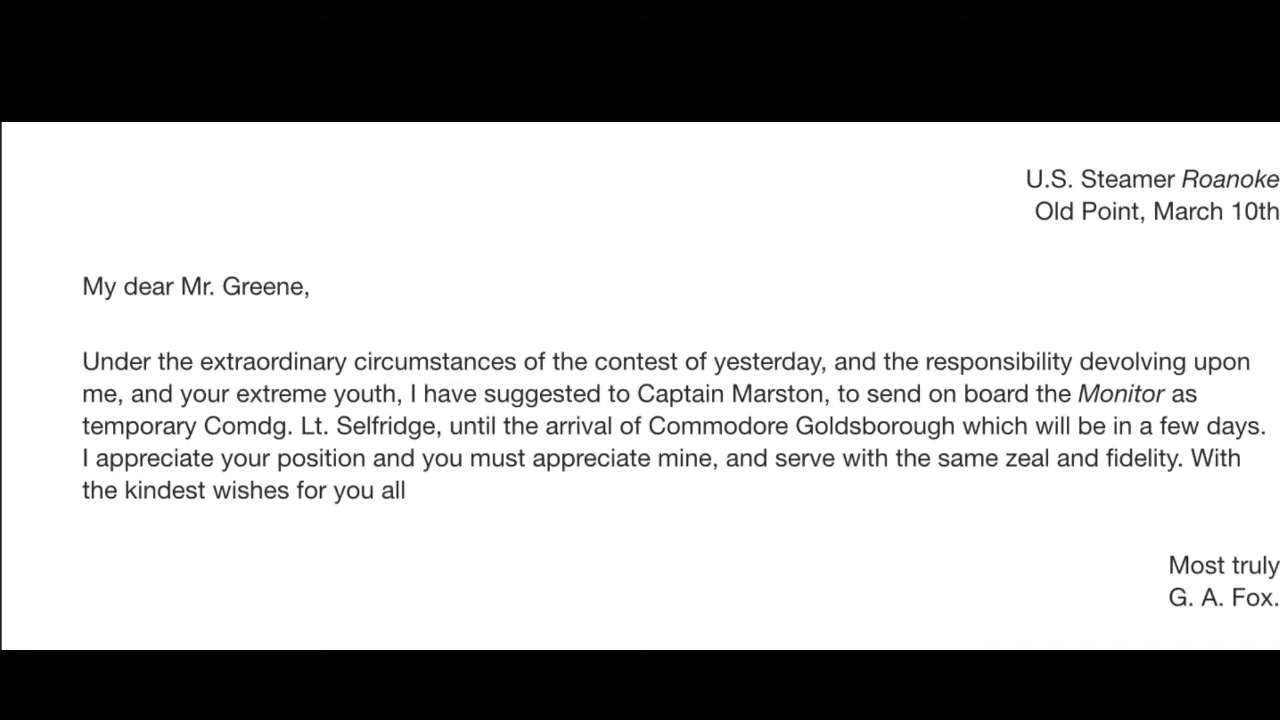 U.S. Steamer Roanoke
Old Point, March 10th
My dear Mr. Greene,
Under the extraordinary circumstances of the contest of yesterday, and the responsibility devolving upon
me, and your extreme youth, I have suggested to Captain Marston, to send on board the Monitor as
temporary Comdg. Lt. Selfridge, until the arrival of Commodore Goldsborough which will be in a few days.
I appreciate your position and you must appreciate mine, and serve with the same zeal and fidelity. With
the kindest wishes for you all
Most truly
G. A. Fox.